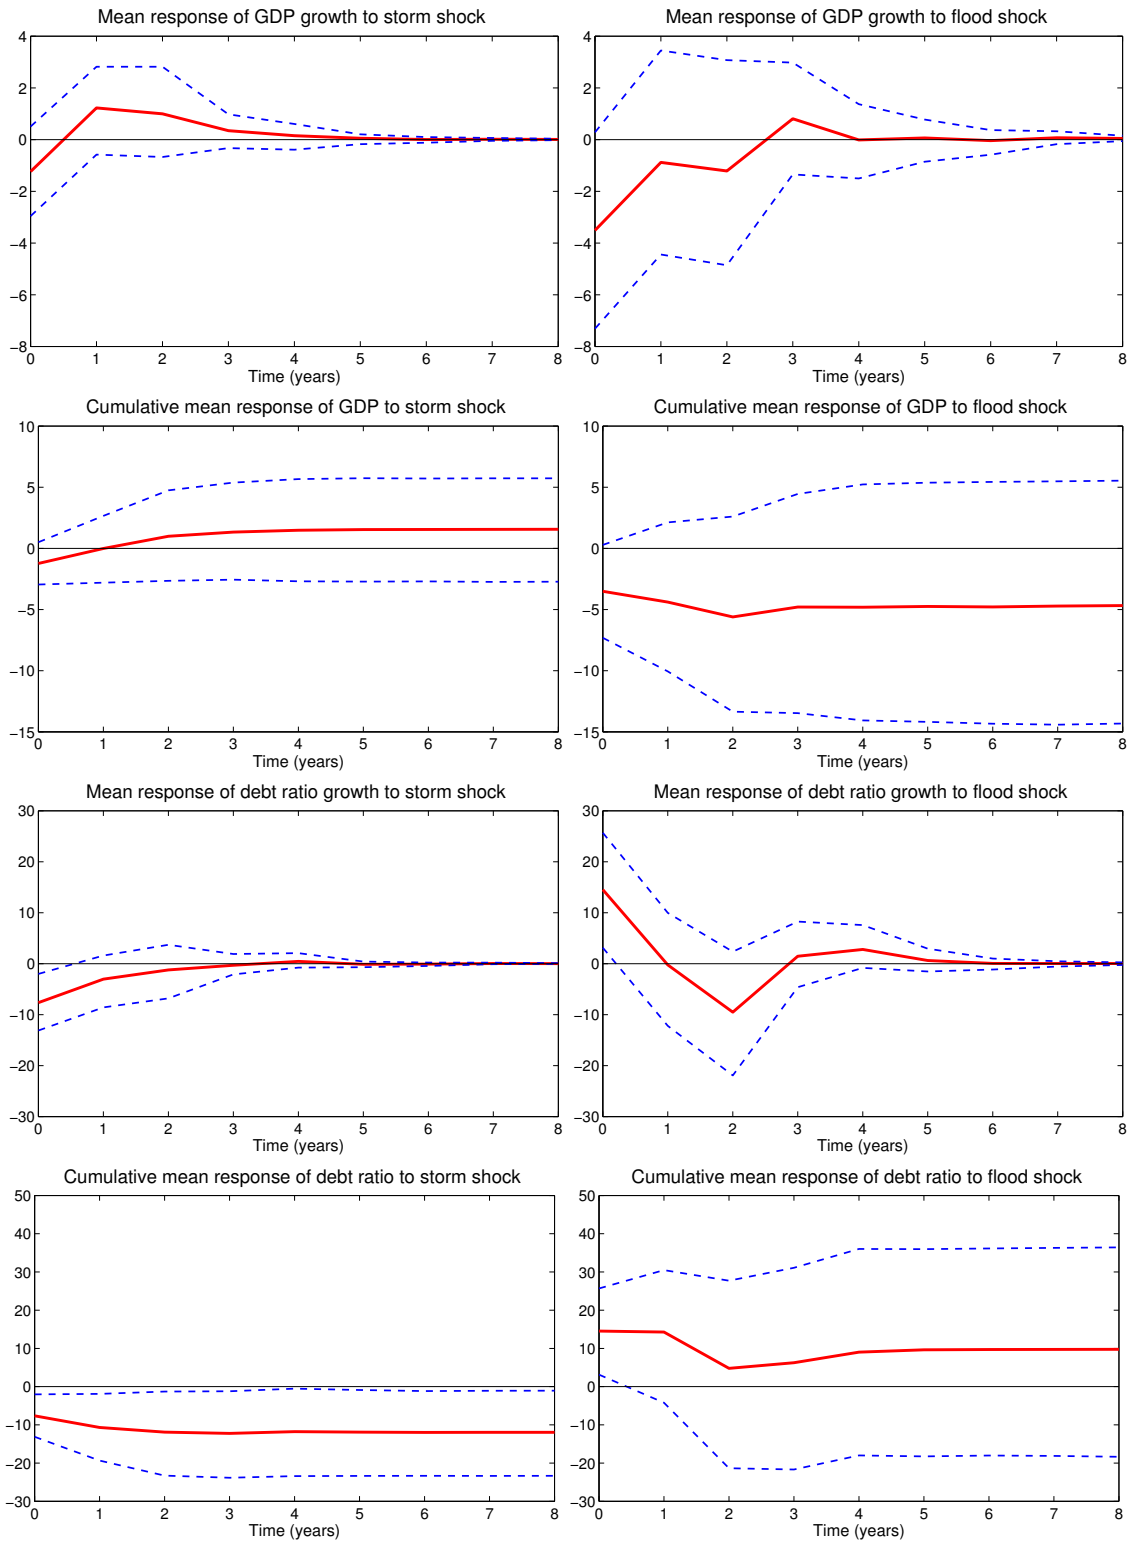 Mean response of GDP growth to storm shock
4
2
0
−2
−4
−6
−8
0 1 2 3 4 5 6 7 8
Time (years)
Mean response of GDP growth to flood shock
4
2
0
−2
−4
−6
−8
0 1 2 3 4 5 6 7 8
Time (years)
Cumulative mean response of GDP to storm shock
10
5
0
−5
−10
−15
0 1 2 3 4 5 6 7 8
Time (years)
Cumulative mean response of GDP to flood shock
10
5
0
−5
−10
−15
0 1 2 3 4 5 6 7 8
Time (years)
Mean response of debt ratio growth to storm shock
30
20
10
0
−10
−20
−30
0 1 2 3 4 5 6 7 8
Time (years)
Mean response of debt ratio growth to flood shock
30
20
10
0
−10
−20
−30
0 1 2 3 4 5 6 7 8
Time (years)
Cumulative mean response of debt ratio to storm shock
50
40
30
20
10
0
−10
−20
−30
0 1 2 3 4 5 6 7 8
Time (years)
Cumulative mean response of debt ratio to flood shock
50
40
30
20
10
0
−10
−20
−30
0 1 2 3 4 5 6 7 8
Time (years)